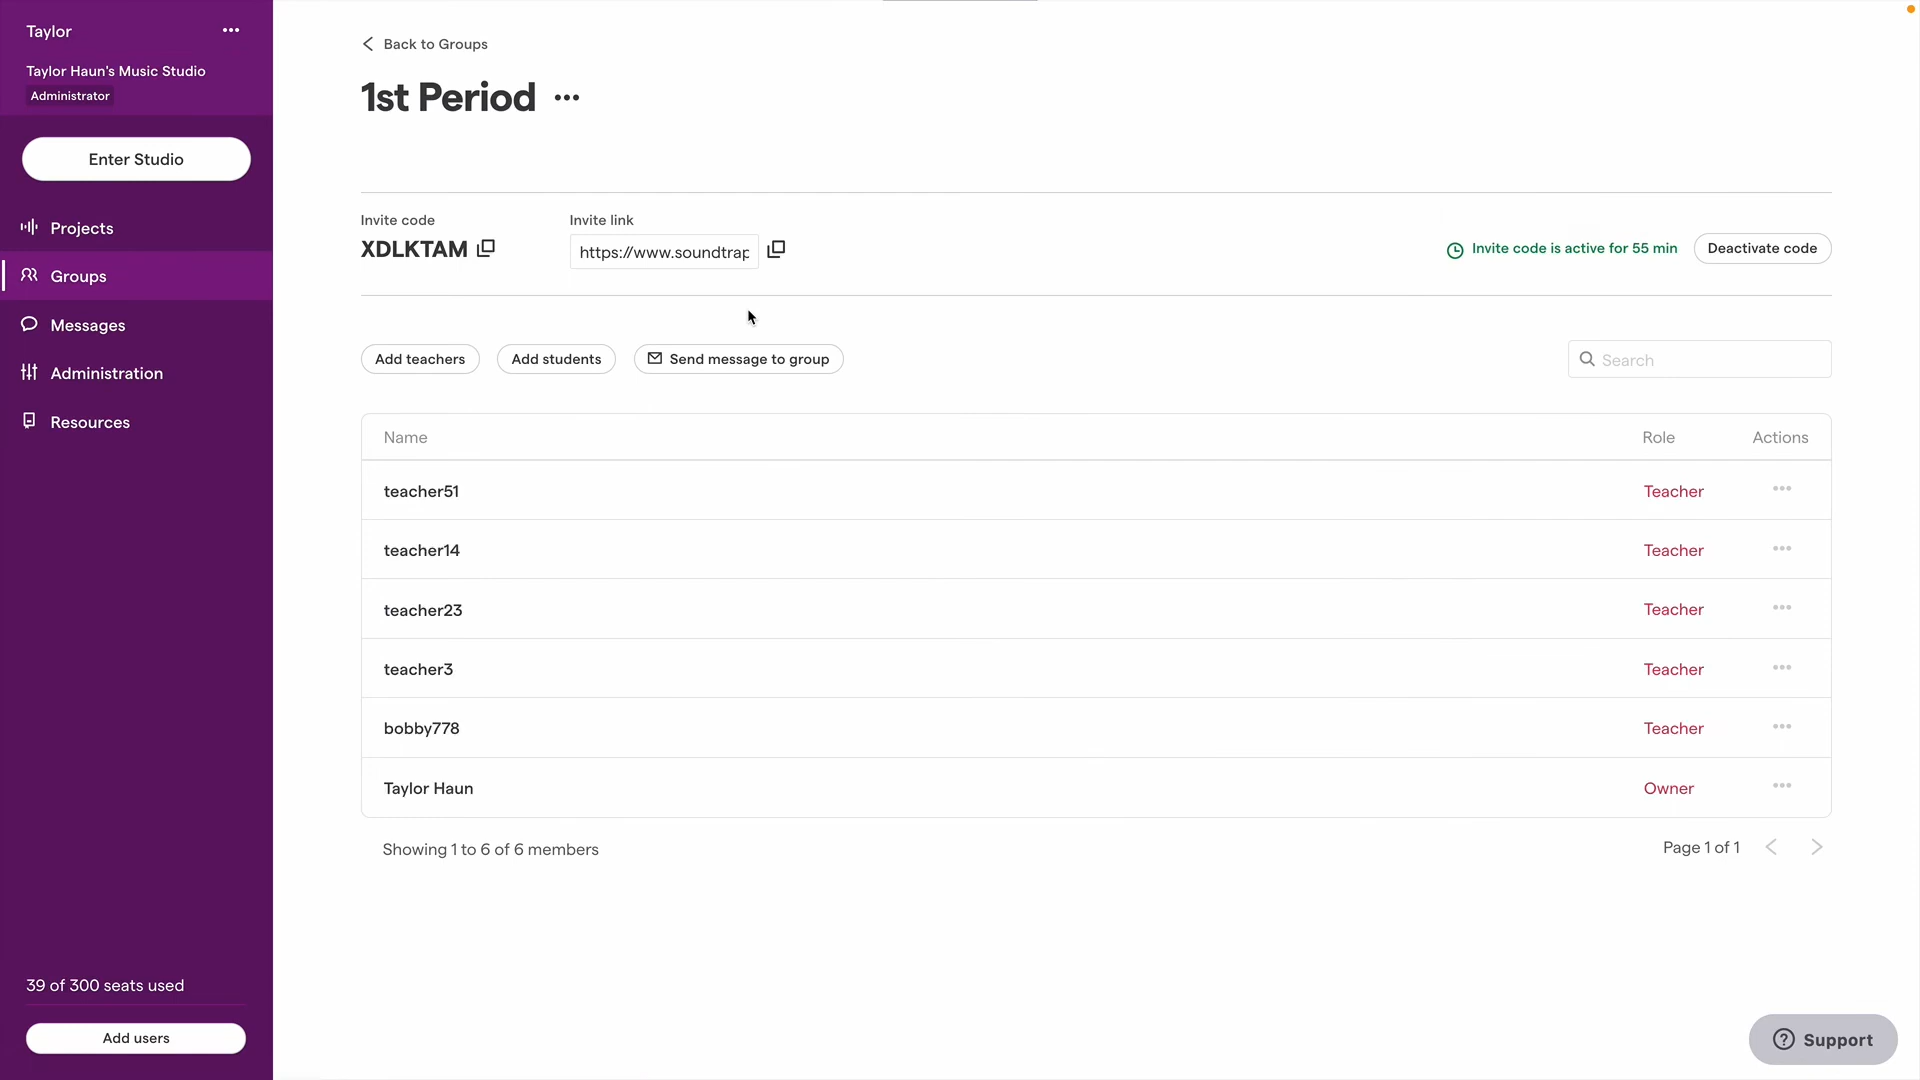 Taylor
Taylor Haun's Music Studio
Administrator
Enter Studio
Projects
Groups
Messages
Administration
Resources
39 of 300 seats used
Add users
Back to Groups
1st Period
Invite code
XDLKTAM
Invite link
https://www.soundtrap
Invite code is active for 55 min
Deactivate code
Add teachers
Add students
Send message to group
Search
Name Role Actions
teacher51 Teacher
teacher14 Teacher
teacher23 Teacher
teacher3 Teacher
bobby778 Teacher
Taylor Haun Owner
Showing 1 to 6 of 6 members
Page 1 of 1
Support